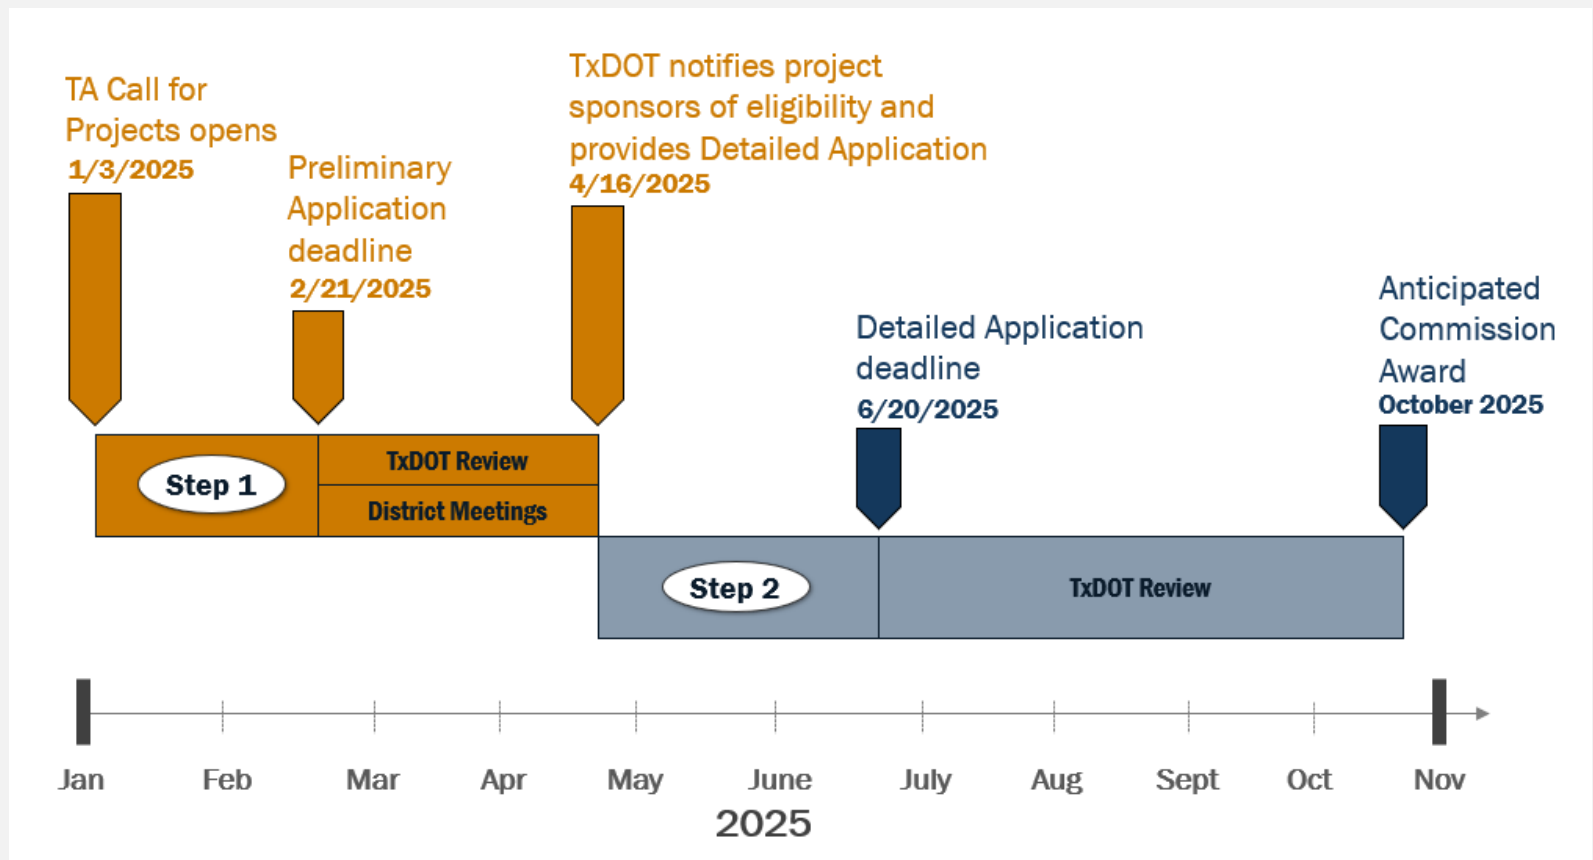 TA Call for
Projects opens
1/3/2025
Preliminary
Application
deadline
2/21/2025
TxDOT notifies project
sponsors of eligibility and
provides Detailed Application
4/16/2025
Detailed Application
deadline
6/20/2025
Anticipated
Commission
Award
October 2025
Step 1
TxDOT Review
District Meetings
Step 2
TxDOT Review
Jan Feb Mar Apr May June July Aug Sept Oct Nov
2025